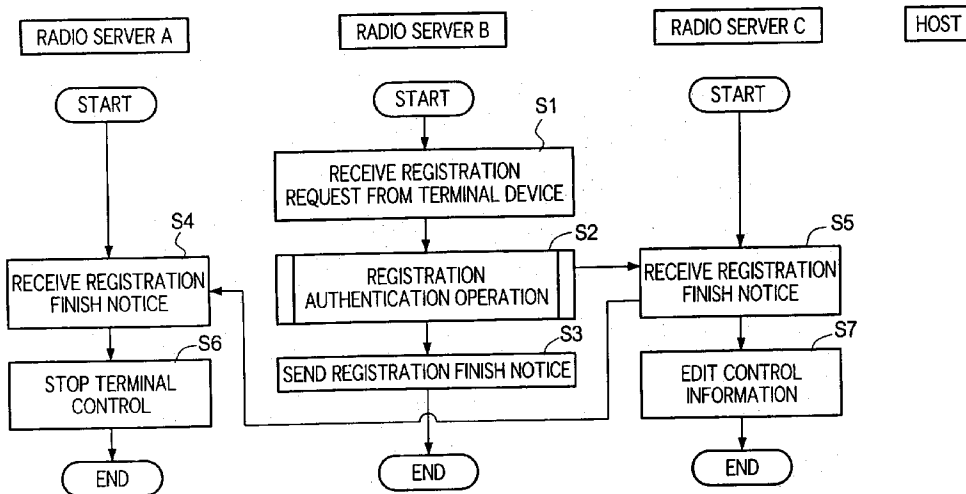 RADIO SERVER A
RADIO SERVER B
RADIO SERVER C
HOST
START
START
START
S1
RECEIVE REGISTRATION
REQUEST FROM TERMINAL DEVICE
S4
RECEIVE REGISTRATION
FINISH NOTICE
S2
REGISTRATION
AUTHENTICATION OPERATION
S5
RECEIVE REGISTRATION
FINISH NOTICE
S6
STOP TERMINAL
CONTROL
S3
SEND REGISTRATION FINISH NOTICE
S7
EDIT CONTROL
INFORMATION
END
END
END